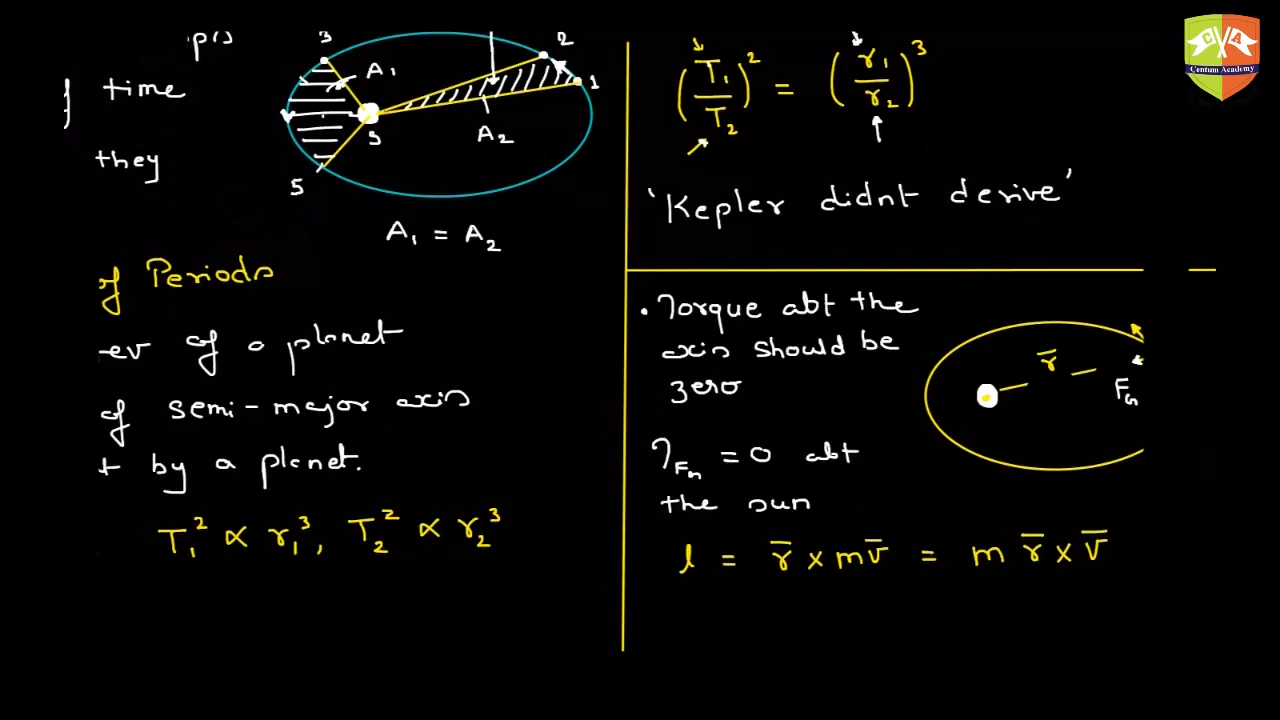 pls
time
they
3
A₁
2
1
S
A₂
5
A₁ = A₂
of Periods
-ev of a planet
of semi-major axis
t by a planet.
T₁² ∝ r₁³, T₂² ∝ r₂³
(T₁/T₂)² = (r₁/r₂)³
'Kepler didnt derive'
C A
Centum Academy
. Torque abt the
axis should be
zero
r̅
Fₙ
τFₙ = 0 abt
the sun
l = r̅ × mv̅ = m r̅ × v̅